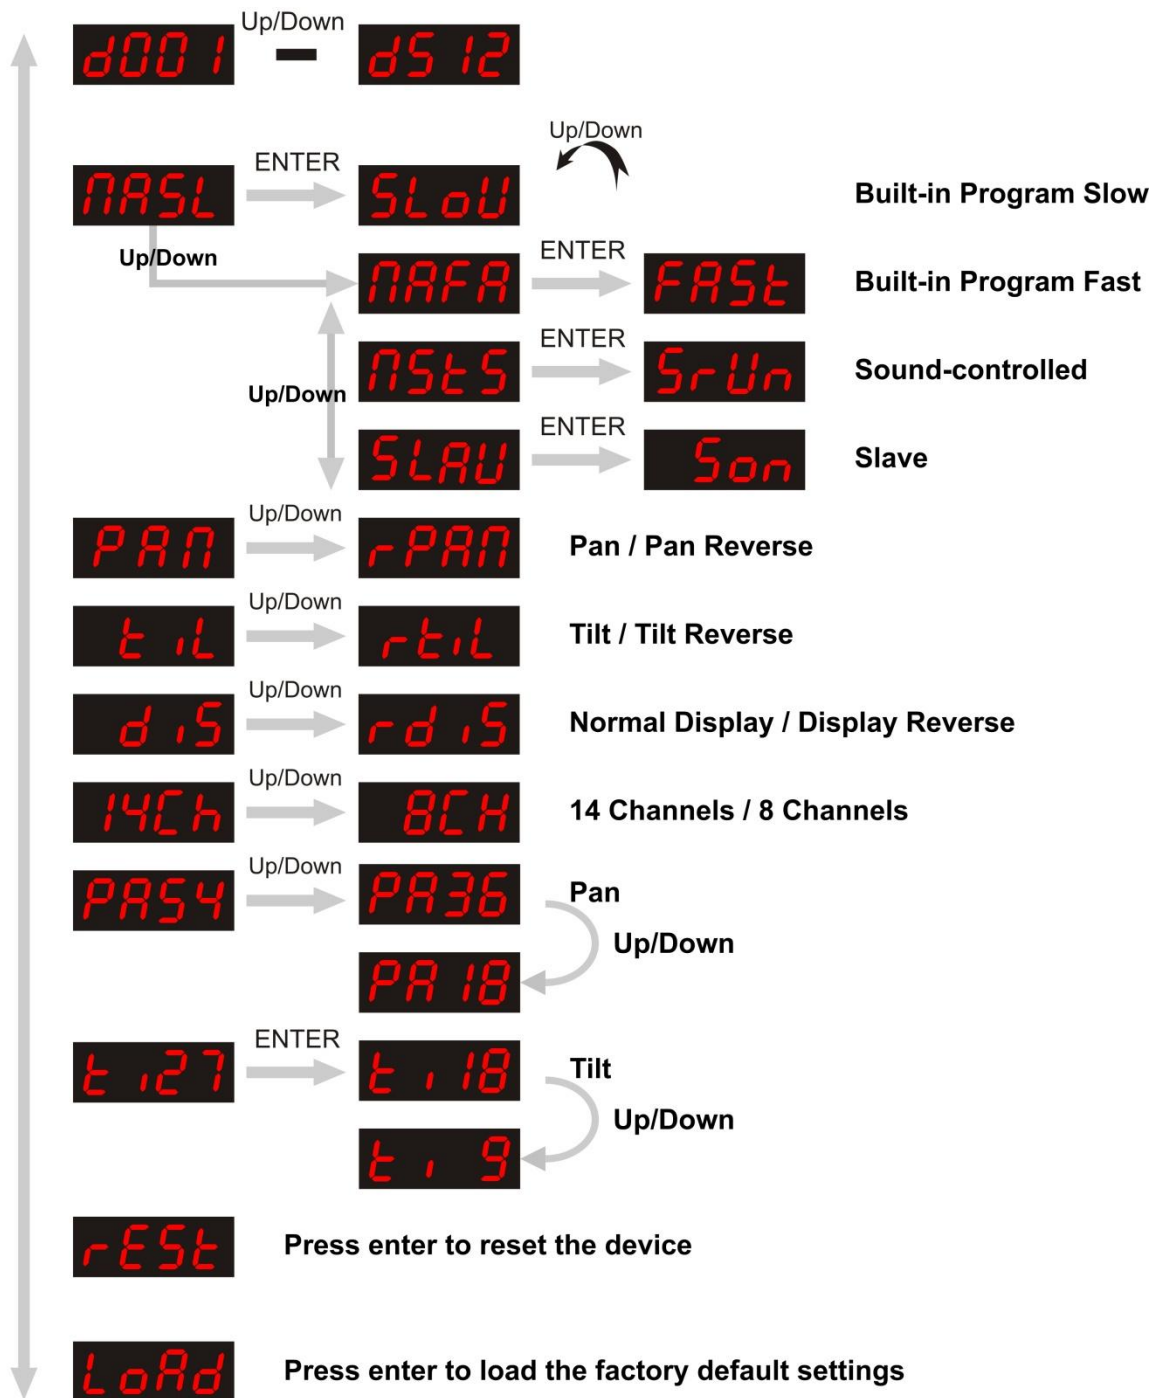 Up/Down
d001 d512
Up/Down
ENTER
MASL SLoU Built-in Program Slow
Up/Down ENTER
MAFA FASt Built-in Program Fast
ENTER
MStS SrUn Sound-controlled
Up/Down
ENTER
SLAU Son Slave
Up/Down
PAM rPAM Pan / Pan Reverse
Up/Down
tiL rtiL Tilt / Tilt Reverse
Up/Down
diS rdiS Normal Display / Display Reverse
Up/Down
14Ch 8CH 14 Channels / 8 Channels
Up/Down
PA54 PA36 Pan
Up/Down
PA18
ENTER
ti27 ti18 Tilt
Up/Down
ti 9
rESt Press enter to reset the device
LoAd Press enter to load the factory default settings